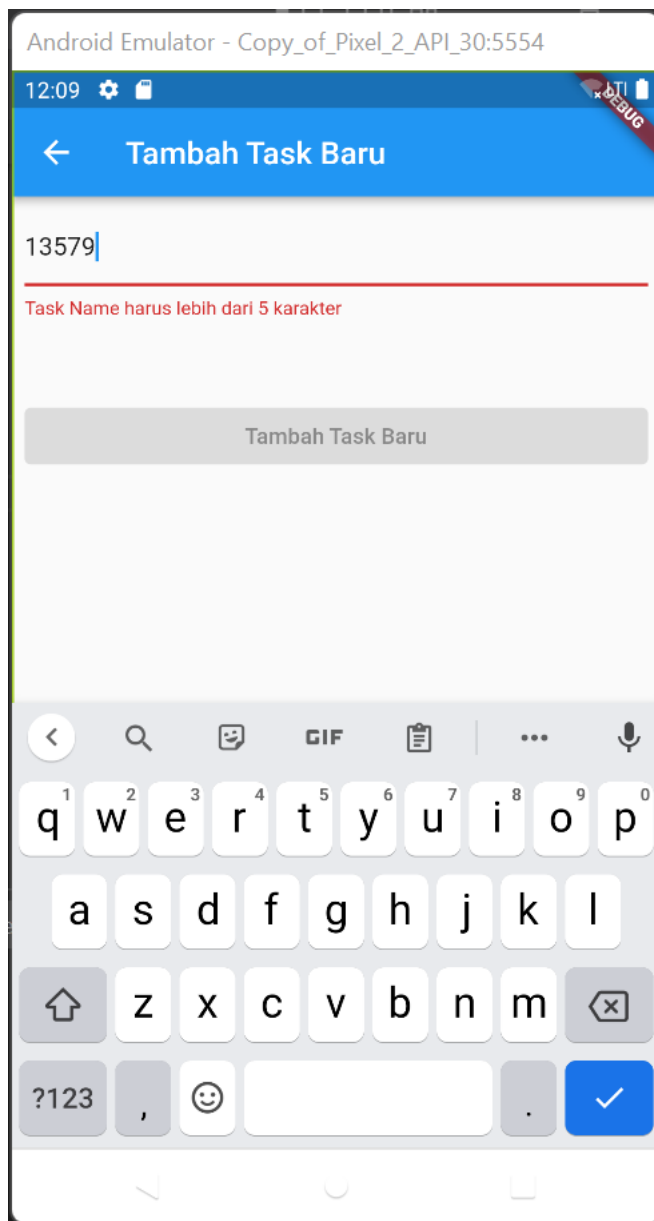 Android Emulator - Copy_of_Pixel_2_API_30:5554
12:09
DEBUG
Tambah Task Baru
13579
Task Name harus lebih dari 5 karakter
Tambah Task Baru
GIF
1 2 3 4 5 6 7 8 9 0
q w e r t y u i o p
a s d f g h j k l
z x c v b n m
?123 , .